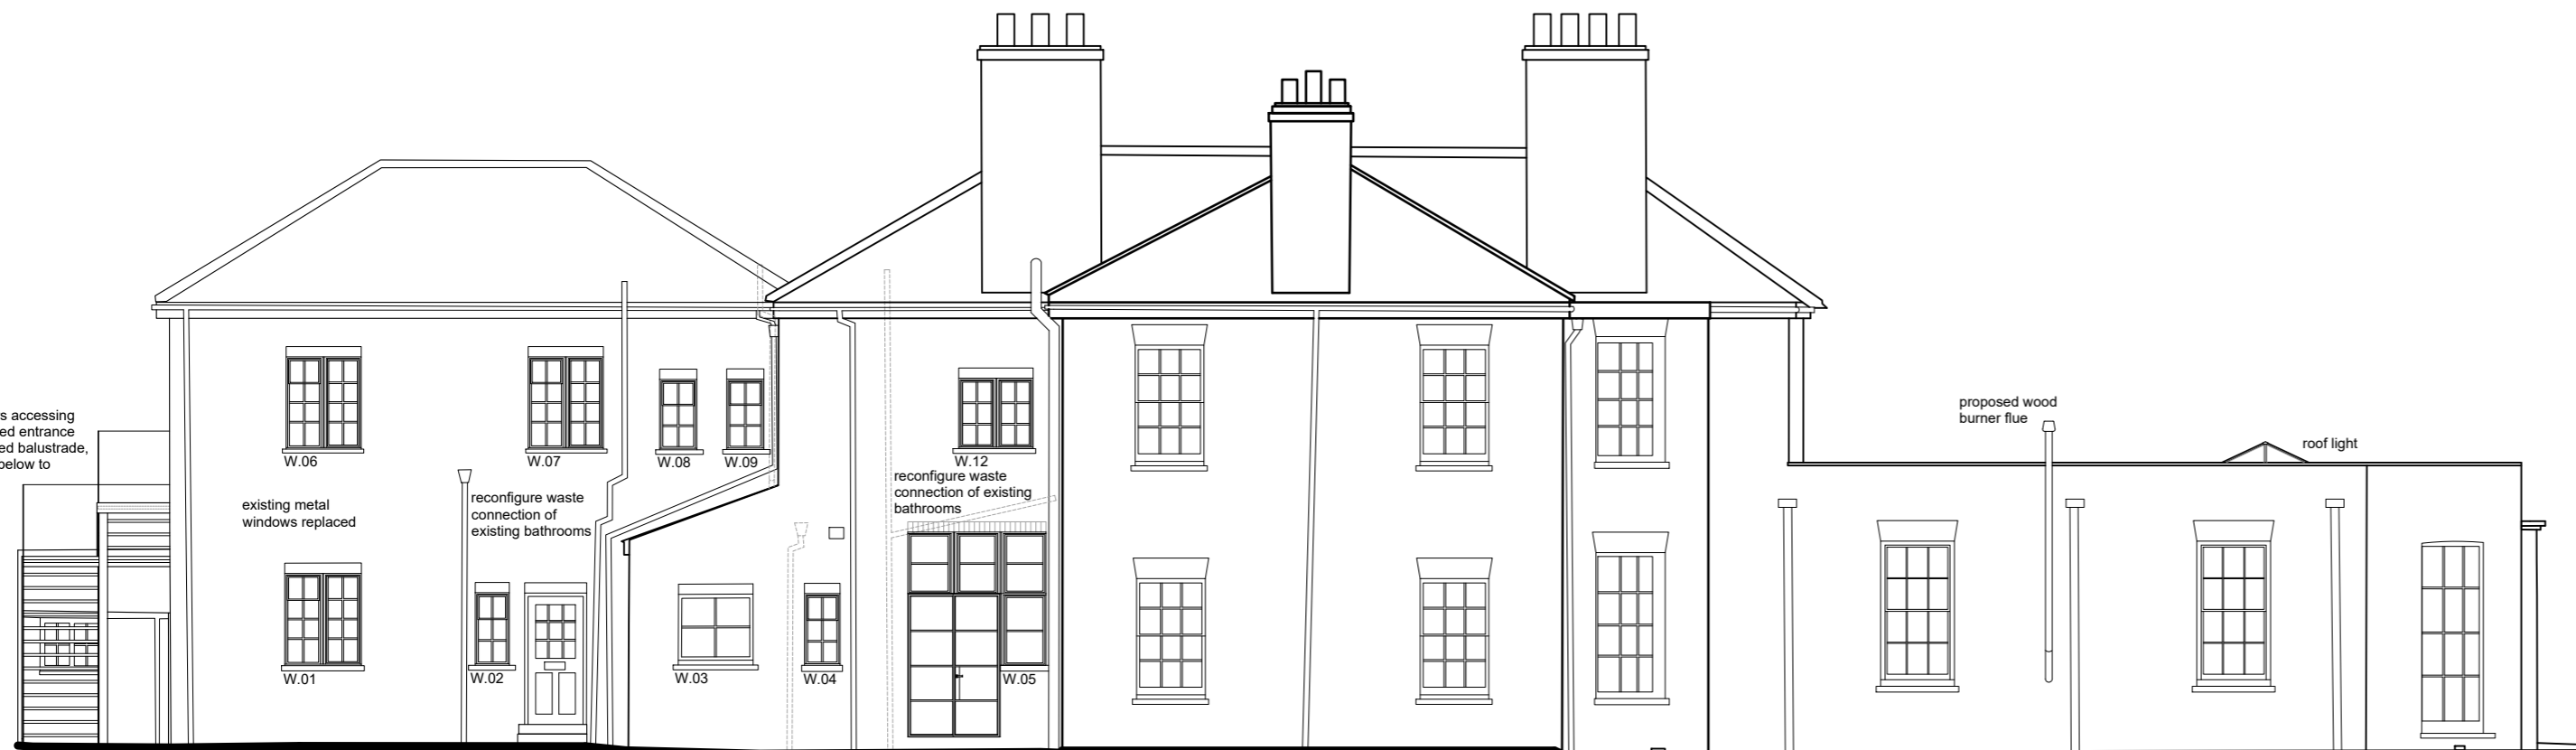 s accessing
ed entrance
ed balustrade,
below to
W.06
W.07
W.08
W.09
W.12
existing metal
windows replaced
reconfigure waste
connection of
existing bathrooms
reconfigure waste
connection of existing
bathrooms
proposed wood
burner flue
roof light
W.01
W.02
W.03
W.04
W.05